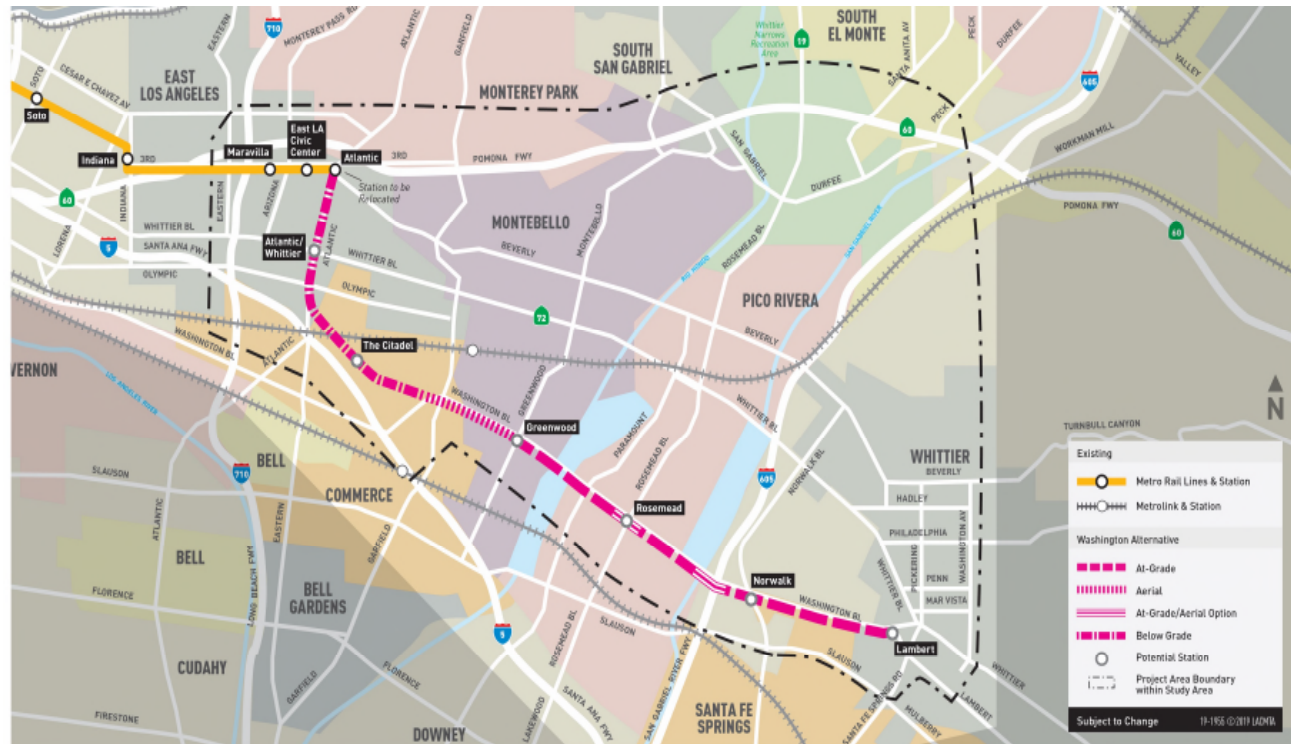 EASTERN
710
MONTEREY PASS RD
ATLANTIC
GARFIELD
SOUTH
SAN GABRIEL
Whittier
Narrows
Recreation
Area
19
SOUTH
EL MONTE
SANTA ANITA AV
PECK
DURFEE
605
VALLEY
SOTO
CESAR E CHAVEZ AV
EAST
LOS ANGELES
MONTEREY PARK
Soto
PECK
60
WORKMAN MILL
Indiana
3RD
Maravilla
East LA
Civic
Center
Atlantic
3RD
POMONA FWY
SAN GABRIEL
DURFEE
Station to be
Relocated
60
INDIANA
EASTERN
ARIZONA
POMONA FWY
60
LORENA
5
WHITTIER BL
SANTA ANA FWY
OLYMPIC
Atlantic/
Whittier
ATLANTIC
WHITTIER BL
OLYMPIC
MONTEBELLO
MONTEBELLO
BEVERLY
RIO HONDO
ROSEMEAD BL
SAN GABRIEL RIVER
PICO RIVERA
72
BEVERLY
WASHINGTON BL
ATLANTIC
The Citadel
VERNON
LOS ANGELES RIVER
WASHINGTON BL
GREENWOOD
Greenwood
PARAMOUNT
ROSEMEAD BL
WHITTIER BL
N
TURNBULL CANYON
BELL
710
COMMERCE
SLAUSON
605
NORWALK BL
WHITTIER
BEVERLY
HADLEY
PHILADELPHIA
PICKERING
WASHINGTON AV
PENN
MAR VISTA
WHITTIER BL
Rosemead
ATLANTIC
EASTERN
GARFIELD
BELL
BELL
GARDENS
FLORENCE
LONG BEACH FWY
Norwalk
WASHINGTON BL
Lambert
SLAUSON
SLAUSON
ROSEMEAD BL
5
CUDAHY
GARFIELD
FLORENCE
FIRESTONE
DOWNEY
LAKEWOOD
SANTA ANA FWY
SAN GABRIEL RIVER FWY
SANTA FE
SPRINGS
SANTA FE SPRINGS RD
MULBERRY
LAMBERT
WHITTIER
Existing
Metro Rail Lines & Station
Metrolink & Station
Washington Alternative
At-Grade
Aerial
At-Grade/Aerial Option
Below Grade
Potential Station
Project Area Boundary
within Study Area
Subject to Change
19-1956 ©2019 LACMTA